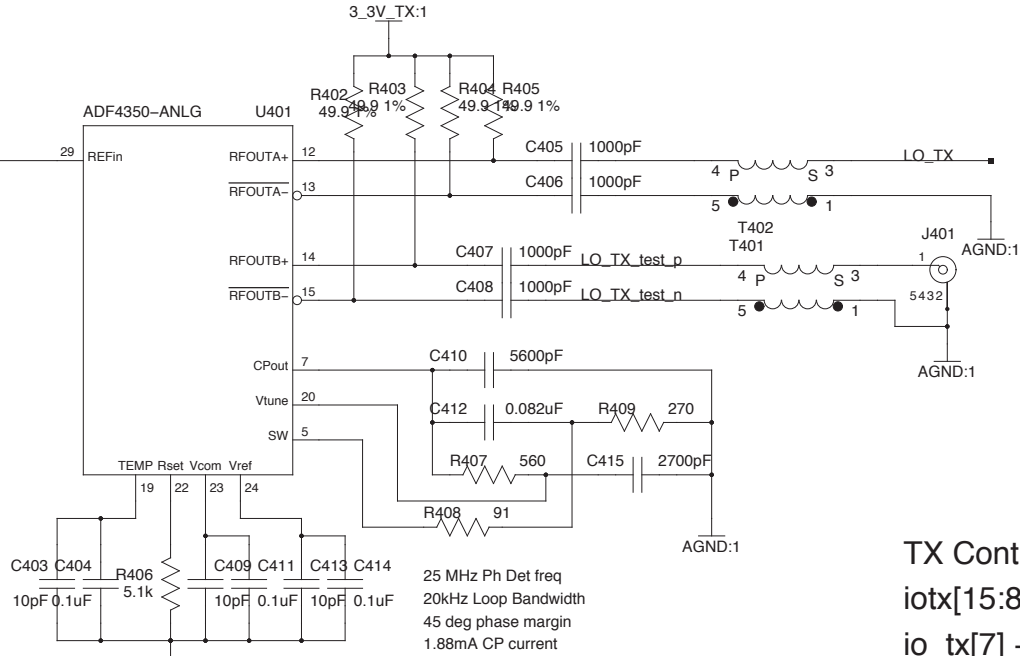 3_3V_TX:1
R402
49.9 1%
R403
49.9 1%
R404
49.9 1%
R405
49.9 1%
ADF4350-ANLG
U401
29
REFin
RFOUTA+
12
C405
1000pF
4
P
S
3
LO_TX
RFOUTA-
13
C406
1000pF
5
1
T402
T401
J401
AGND:1
RFOUTB+
14
C407
1000pF
LO_TX_test_p
4
P
S
3
1
RFOUTB-
15
C408
1000pF
LO_TX_test_n
5
1
5432
AGND:1
CPout
7
C410
5600pF
Vtune
20
C412
0.082uF
R409
270
SW
5
R407
560
C415
2700pF
TEMP
Rset
Vcom
Vref
19
22
23
24
R408
91
AGND:1
C403
10pF
C404
0.1uF
R406
5.1k
C409
10pF
C411
0.1uF
C413
10pF
C414
0.1uF
25 MHz Ph Det freq
20kHz Loop Bandwidth
45 deg phase margin
1.88mA CP current
TX Cont
iotx[15:8
io_tx[7] -